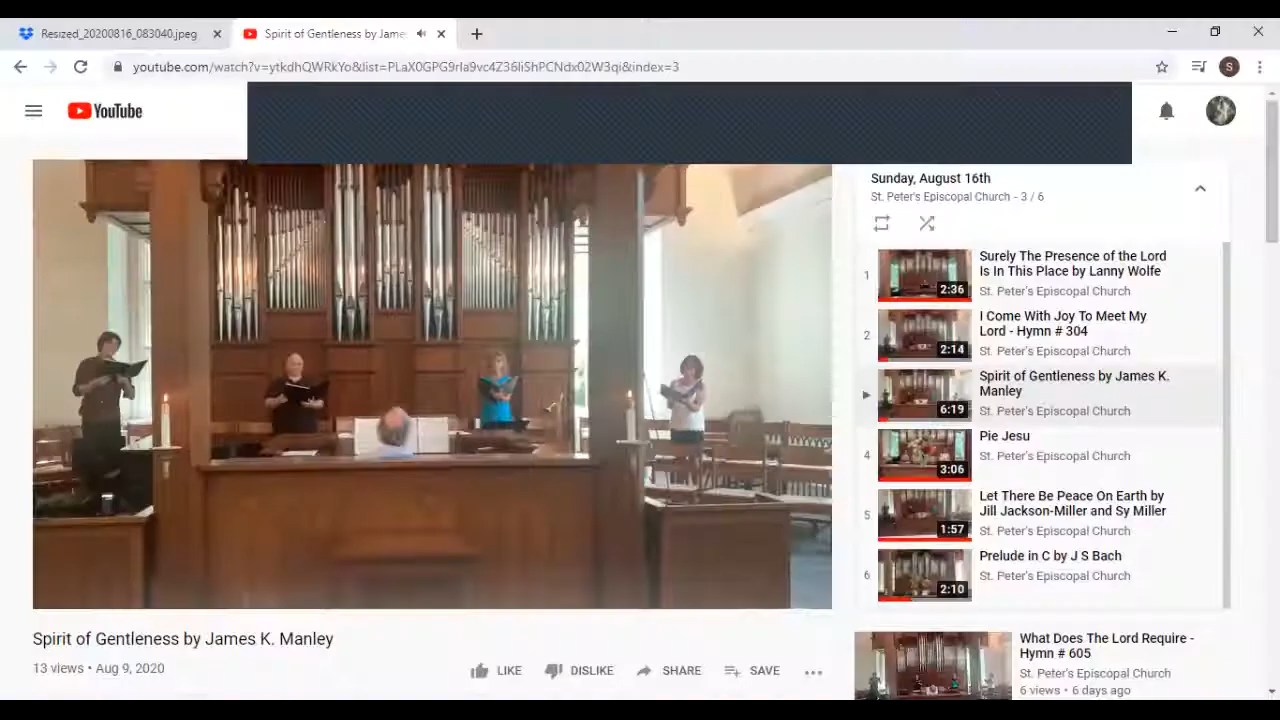 Resized_20200816_083040.jpeg
Spirit of Gentleness by Jame
youtube.com/watch?v=ytkdhQWRkYo&list=PLaX0GPG9rla9vc4Z36liShPCNdx02W3qi&index=3
S
YouTube
Sunday, August 16th
St. Peter's Episcopal Church - 3 / 6
1
2:36
Surely The Presence of the Lord
Is In This Place by Lanny Wolfe
St. Peter's Episcopal Church
2
2:14
I Come With Joy To Meet My
Lord - Hymn # 304
St. Peter's Episcopal Church
6:19
Spirit of Gentleness by James K.
Manley
St. Peter's Episcopal Church
4
3:06
Pie Jesu
St. Peter's Episcopal Church
5
1:57
Let There Be Peace On Earth by
Jill Jackson-Miller and Sy Miller
St. Peter's Episcopal Church
6
2:10
Prelude in C by J S Bach
St. Peter's Episcopal Church
Spirit of Gentleness by James K. Manley
13 views • Aug 9, 2020
LIKE
DISLIKE
SHARE
SAVE
What Does The Lord Require -
Hymn # 605
St. Peter's Episcopal Church
6 views • 6 days ago